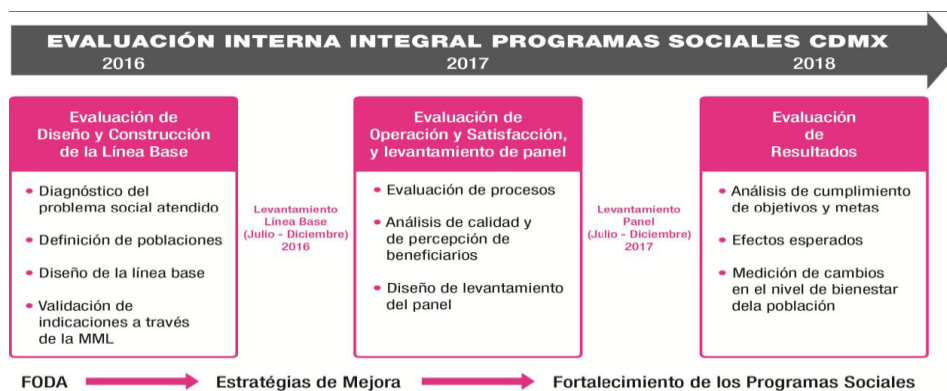 EVALUACIÓN INTERNA INTEGRAL PROGRAMAS SOCIALES CDMX
2016
2017
2018
Evaluación de
Diseño y Construcción
de la Línea Base
• Diagnóstico del
problema social atendido
• Definición de poblaciones
• Diseño de la línea base
• Validación de
indicaciones a través
de la MML
Levantamiento
Línea Base
(Julio - Diciembre)
2016
Evaluación de
Operación y Satisfacción,
y levantamiento de panel
• Evaluación de procesos
• Análisis de calidad y
de percepción de
beneficiarios
• Diseño de levantamiento
del panel
Levantamiento
Panel
(Julio - Diciembre)
2017
Evaluación
de
Resultados
• Análisis de cumplimiento
de objetivos y metas
• Efectos esperados
• Medición de cambios
en el nivel de bienestar
dela población
FODA
Estratégias de Mejora
Fortalecimiento de los Programas Sociales